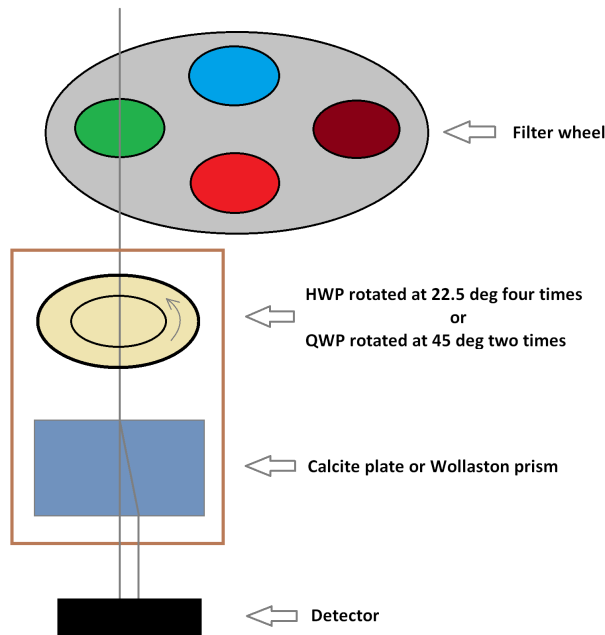 Filter wheel
HWP rotated at 22.5 deg four times
or
QWP rotated at 45 deg two times
Calcite plate or Wollaston prism
Detector